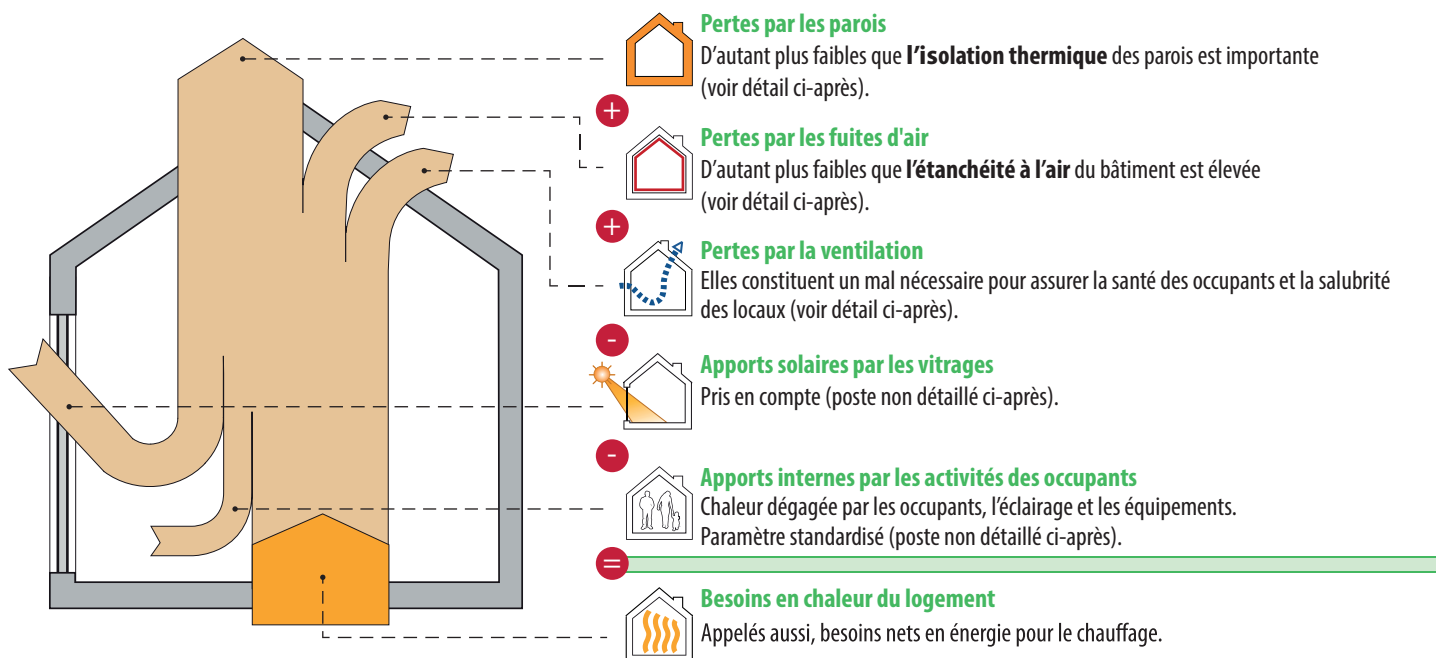 Pertes par les parois
D'autant plus faibles que l'isolation thermique des parois est importante
(voir détail ci-après).
+
Pertes par les fuites d'air
D'autant plus faibles que l'étanchéité à l'air du bâtiment est élevée
(voir détail ci-après).
+
Pertes par la ventilation
Elles constituent un mal nécessaire pour assurer la santé des occupants et la salubrité
des locaux (voir détail ci-après).
-
Apports solaires par les vitrages
Pris en compte (poste non détaillé ci-après).
-
Apports internes par les activités des occupants
Chaleur dégagée par les occupants, l'éclairage et les équipements.
Paramètre standardisé (poste non détaillé ci-après).
=
Besoins en chaleur du logement
Appelés aussi, besoins nets en énergie pour le chauffage.